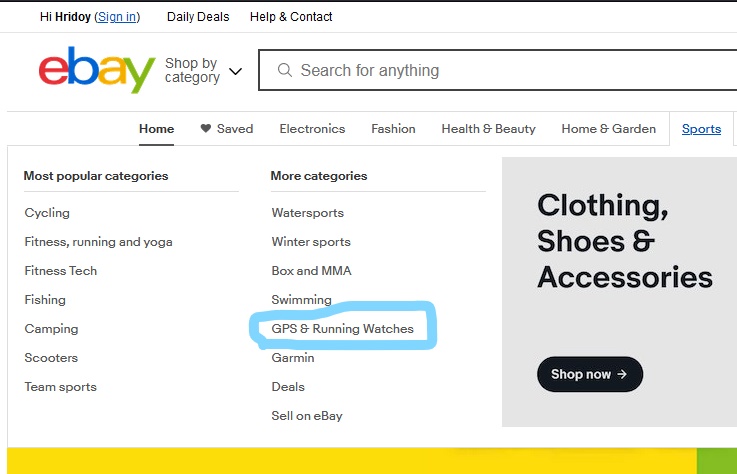 Hi Hridoy (Sign in) Daily Deals Help & Contact
ebay
Shop by
category
Search for anything
Home Saved Electronics Fashion Health & Beauty Home & Garden Sports
Most popular categories
Cycling
Fitness, running and yoga
Fitness Tech
Fishing
Camping
Scooters
Team sports
More categories
Watersports
Winter sports
Box and MMA
Swimming
GPS & Running Watches
Garmin
Deals
Sell on eBay
Clothing,
Shoes &
Accessories
Shop now